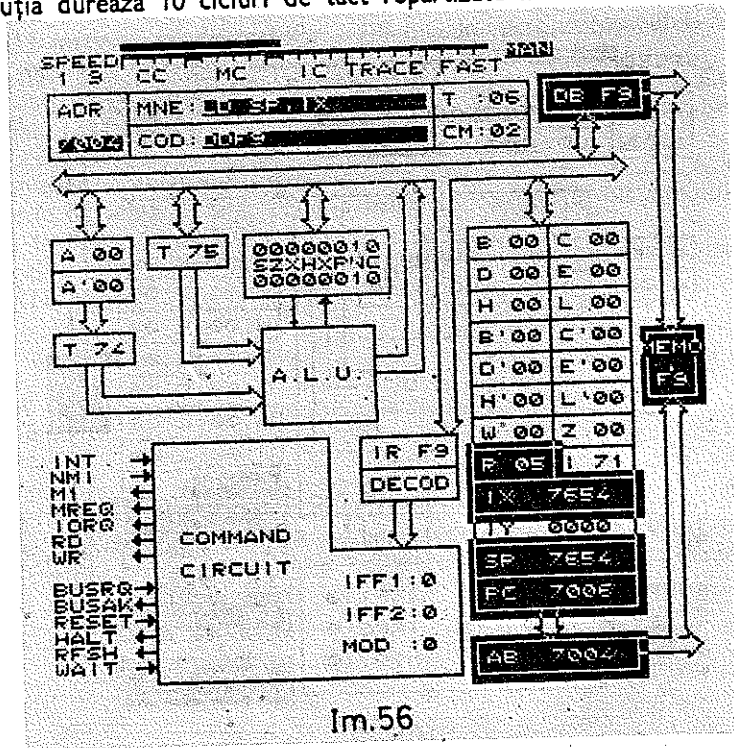 uția durează 10 cicluri de tact
SPEED
1 9 CC MC IC TRACE FAST MAN
ADR MNE: LD SP,IX T :06
7004 COD: DDF9 CM:02
DB F9
A 00
A'00
T 75
00000010
SZXHXPNC
00000010
T 74
A.L.U.
B 00 C 00
D 00 E 00
H 00 L 00
B'00 C'00
D'00 E'00
H'00 L'00
W'00 Z 00
R 05 I 71
IX 7654
IY 0000
SP 7654
PC 7006
AB 7004
MEMO
F9
IR F9
DECOD
INT
NMI
M1
MREQ
IORQ
RD
WR
BUSRQ
BUSAK
RESET
HALT
RFSH
WAIT
COMMAND
CIRCUIT
IFF1:0
IFF2:0
MOD :0
Im.56